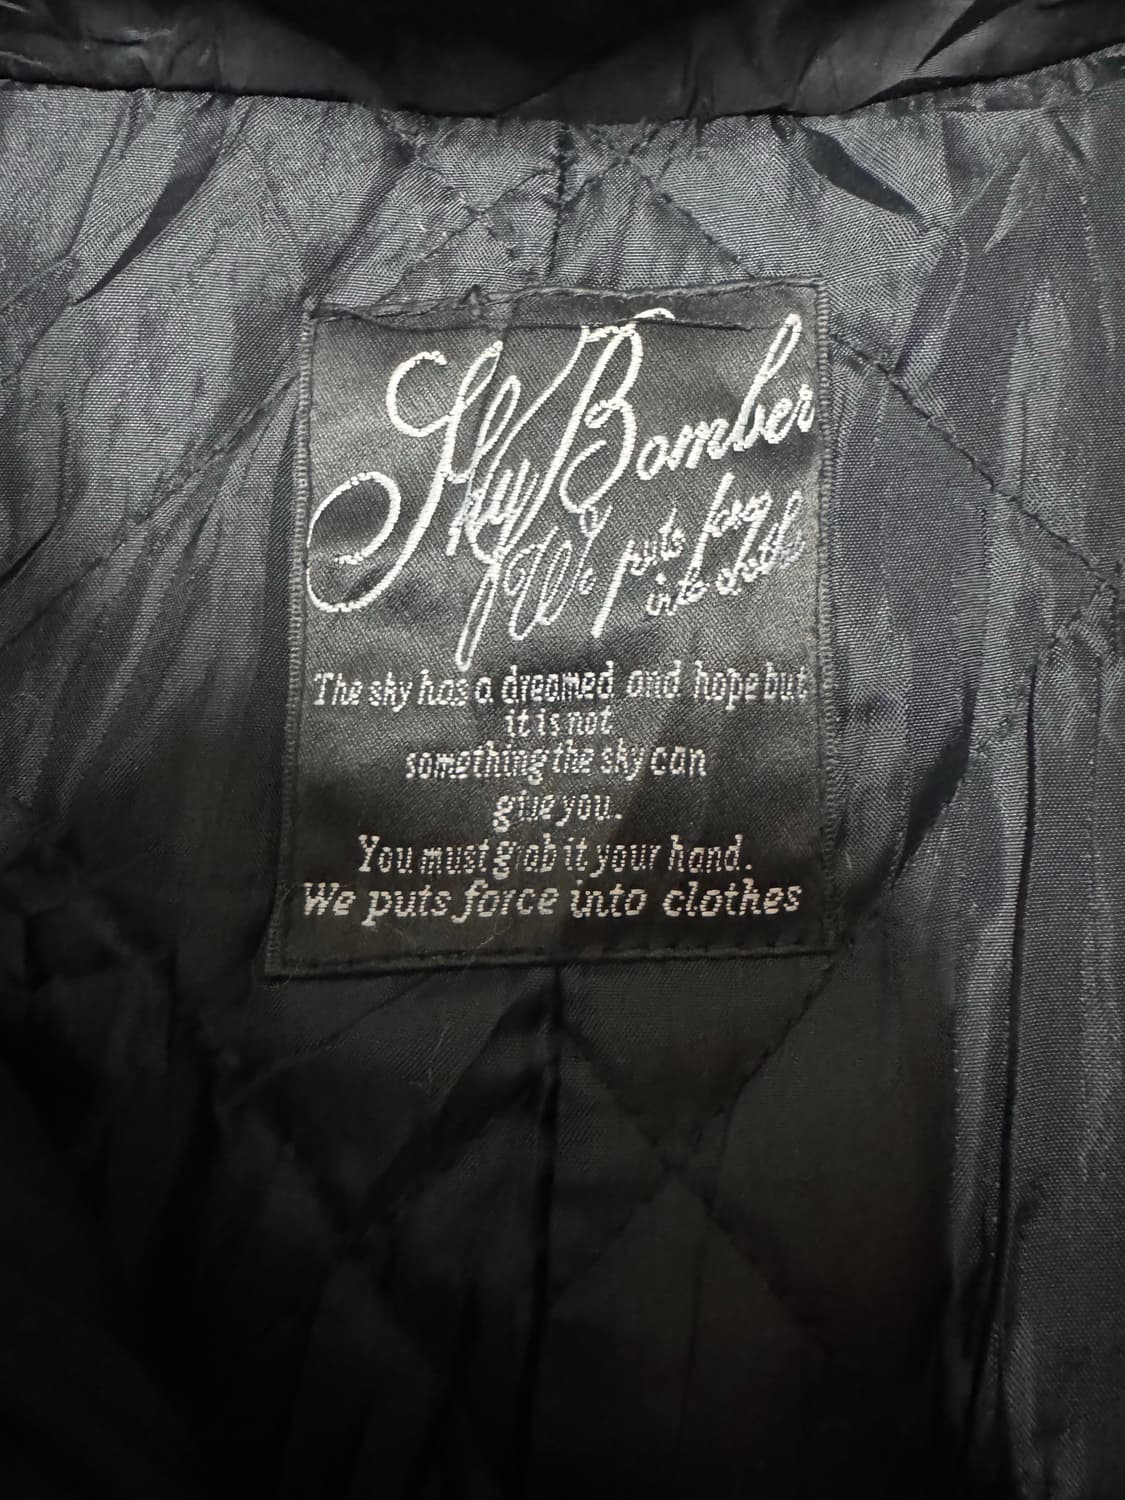 Sky Bomber
We puts force
into clothes
The sky has a dreamed and hope but
it is not
something the sky can
give you.
You must grab it your hand.
We puts force into clothes